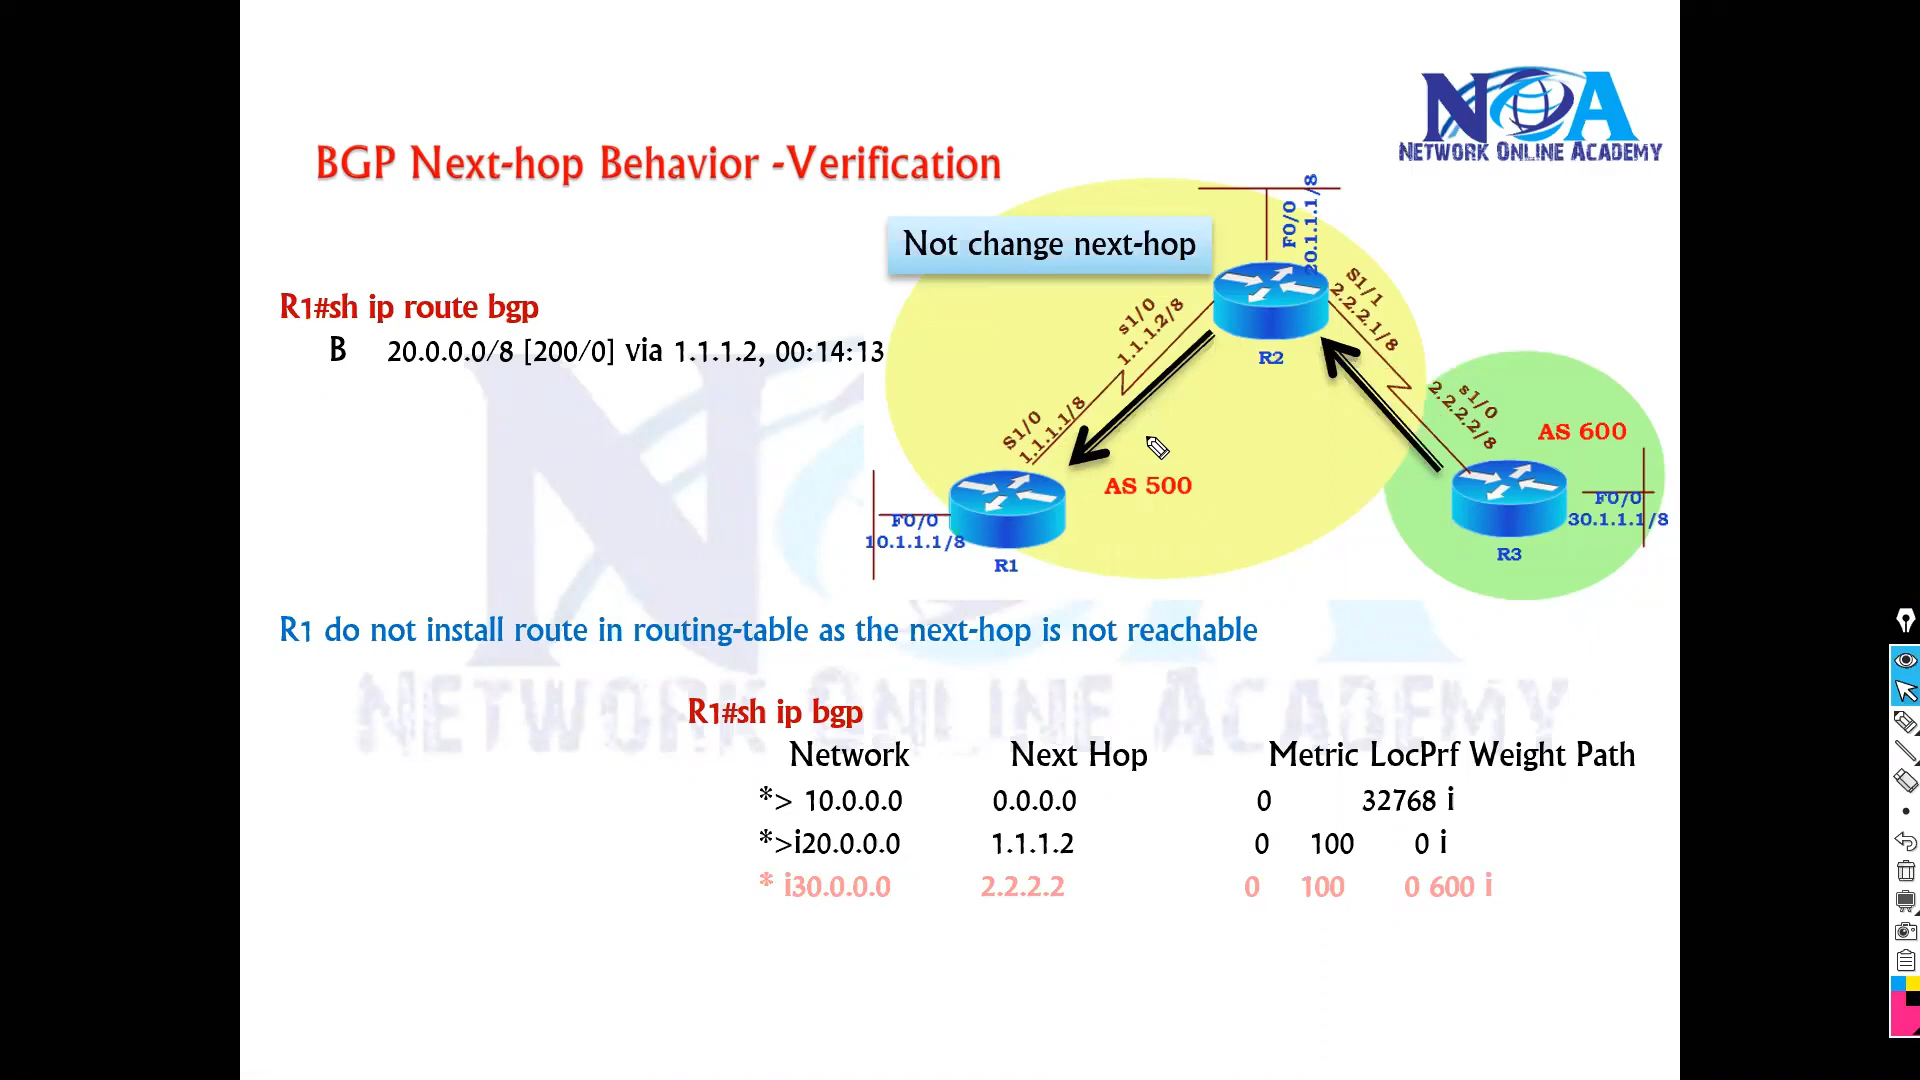 NOA
NETWORK ONLINE ACADEMY
BGP Next-hop Behavior -Verification
Not change next-hop
F0/0
20.1.1.1/8
S1/1
2.2.2.1/8
s1/0
1.1.1.2/8
R2
R1#sh ip route bgp
B 20.0.0.0/8 [200/0] via 1.1.1.2, 00:14:13
s1/0
2.2.2.2/8
S1/0
1.1.1.1/8
AS 600
AS 500
F0/0
30.1.1.1/8
F0/0
10.1.1.1/8
R3
R1
R1 do not install route in routing-table as the next-hop is not reachable
NETWORK ONLINE ACADEMY
R1#sh ip bgp
Network Next Hop Metric LocPrf Weight Path
*> 10.0.0.0 0.0.0.0 0 32768 i
*>i20.0.0.0 1.1.1.2 0 100 0 i
* i30.0.0.0 2.2.2.2 0 100 0 600 i